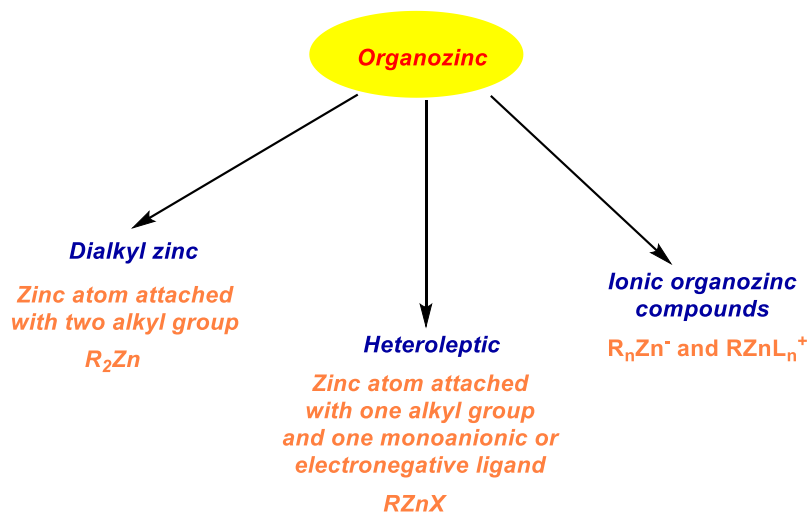 Organozinc
Dialkyl zinc
Zinc atom attached
with two alkyl group
R₂Zn
Heteroleptic
Zinc atom attached
with one alkyl group
and one monoanionic or
electronegative ligand
RZnX
Ionic organozinc
compounds
RₙZn⁻ and RZnLₙ⁺